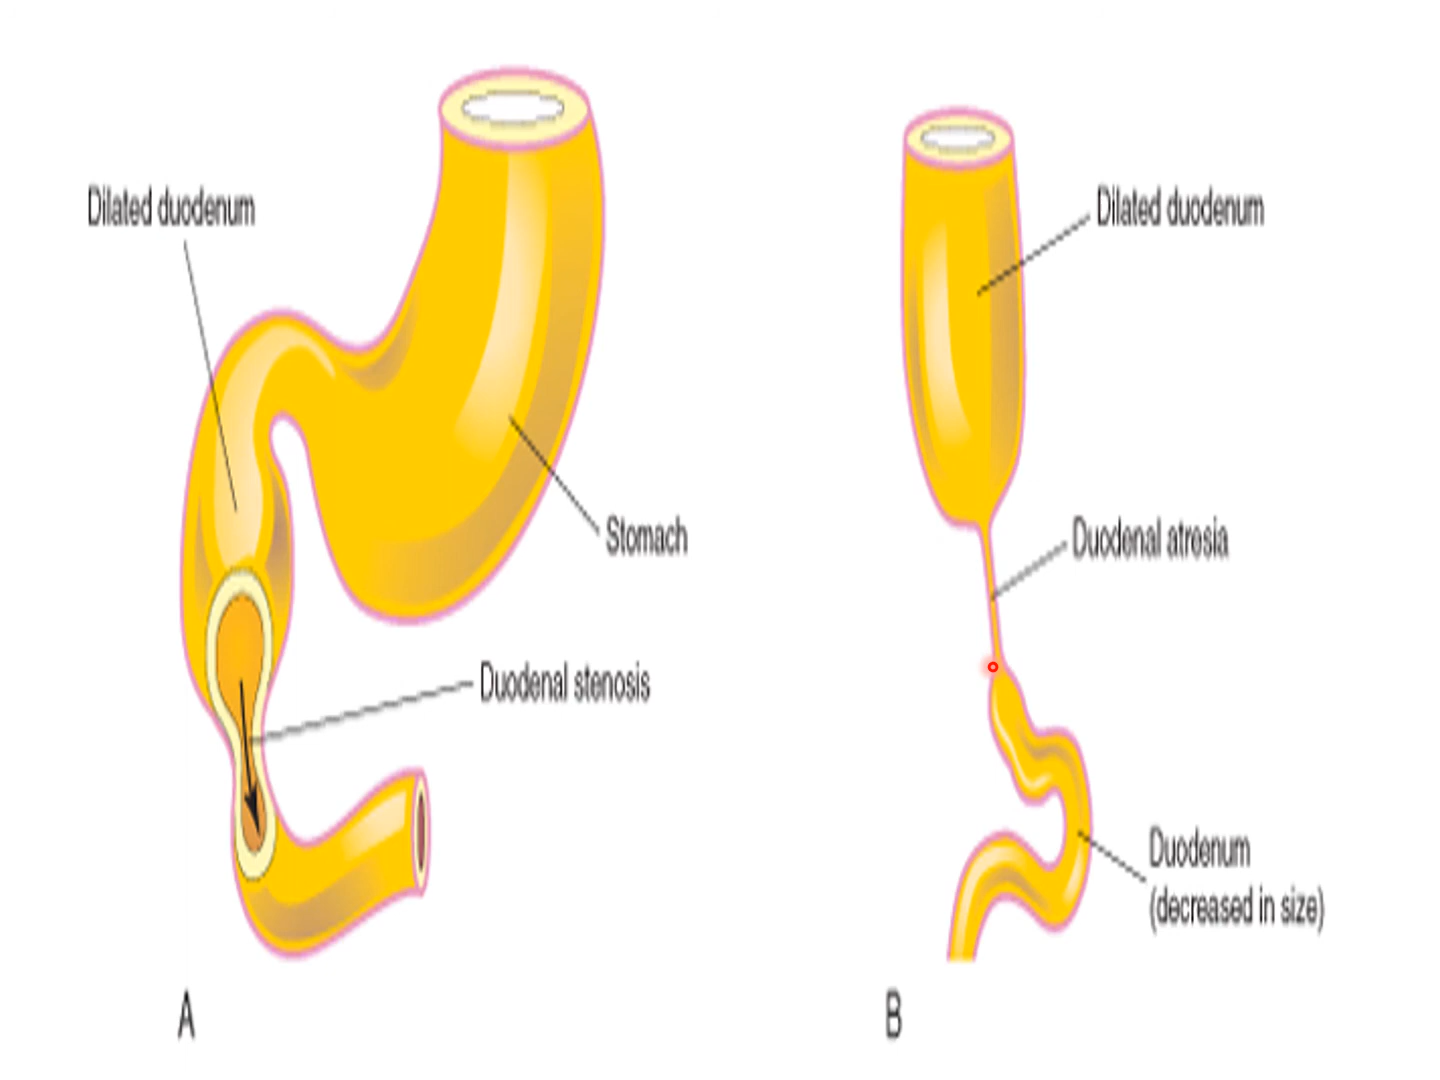 Dilated duodenum
Stomach
Duodenal stenosis
A
Dilated duodenum
Duodenal atresia
Duodenum
(decreased in size)
B